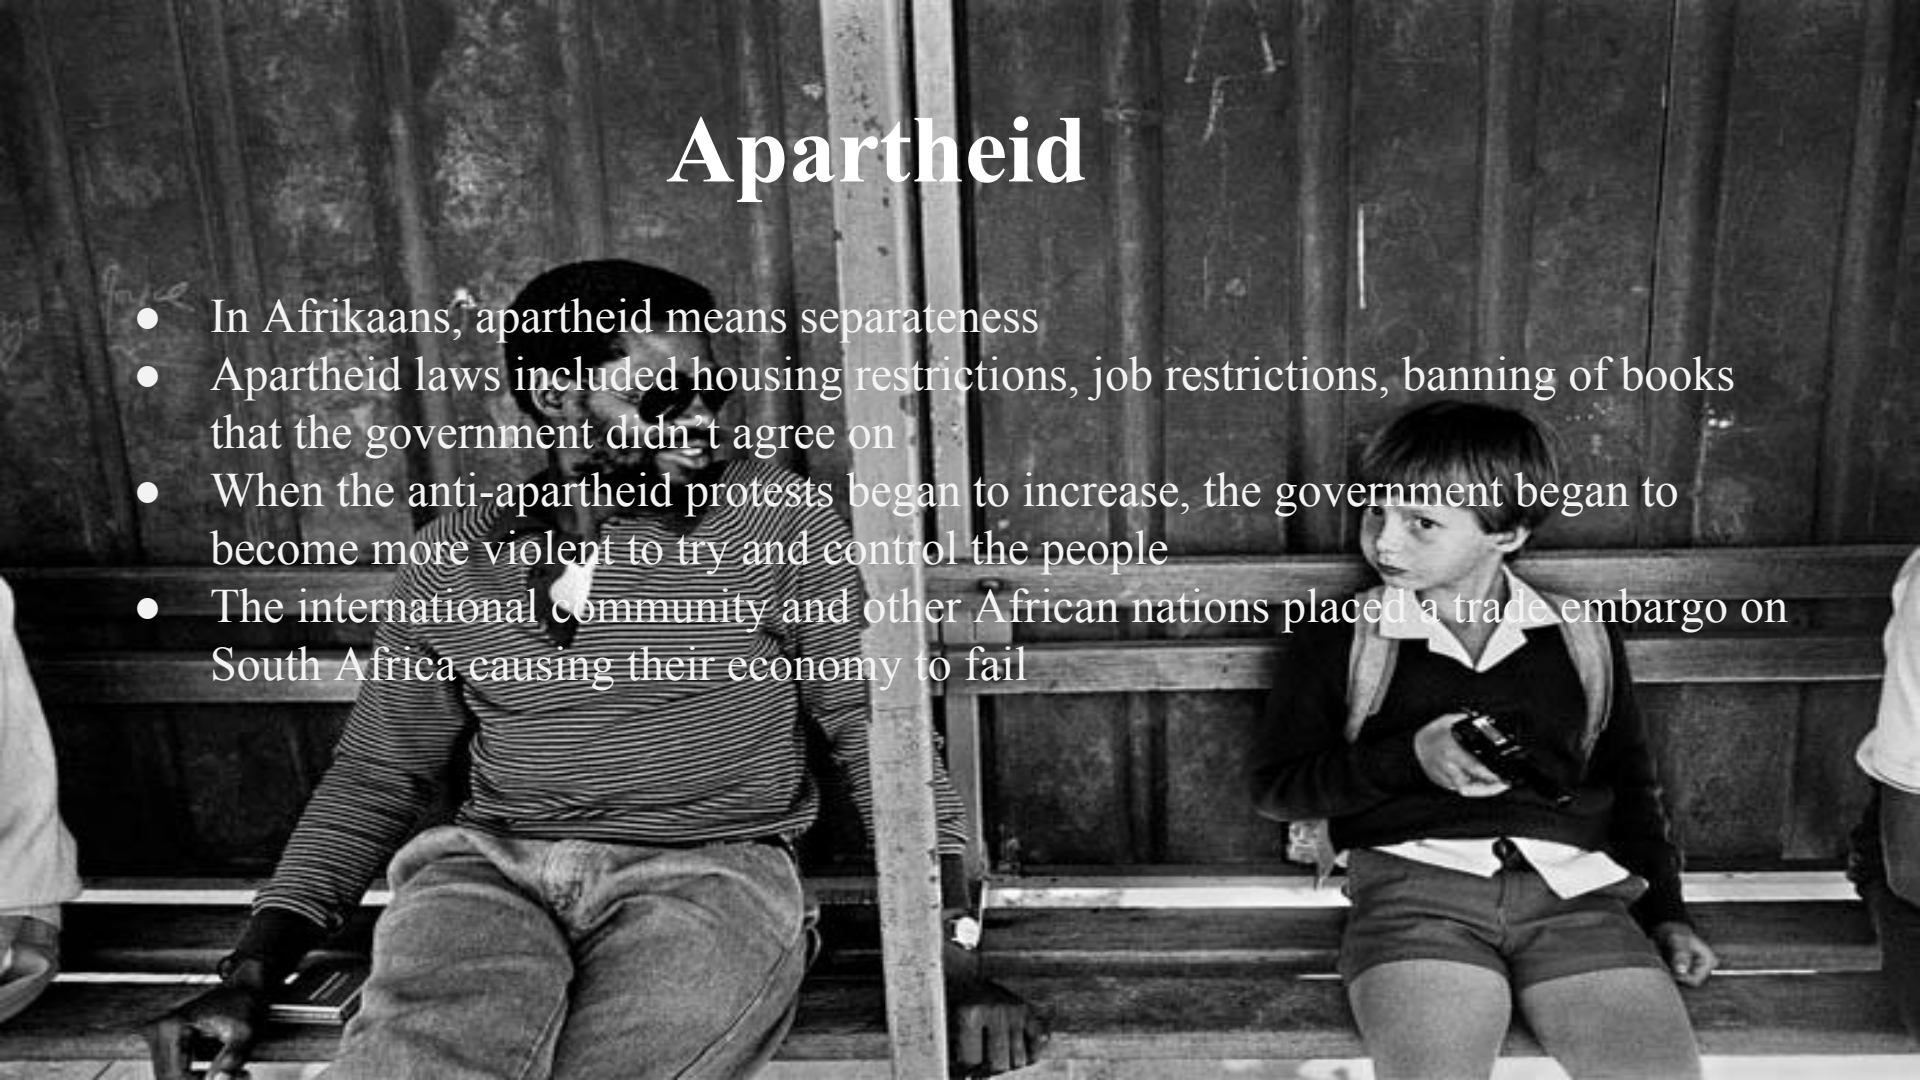 Apartheid
● In Afrikaans, apartheid means separateness
● Apartheid laws included housing restrictions, job restrictions, banning of books
that the government didn’t agree on
● When the anti-apartheid protests began to increase, the government began to
become more violent to try and control the people
● The international community and other African nations placed a trade embargo on
South Africa causing their economy to fail